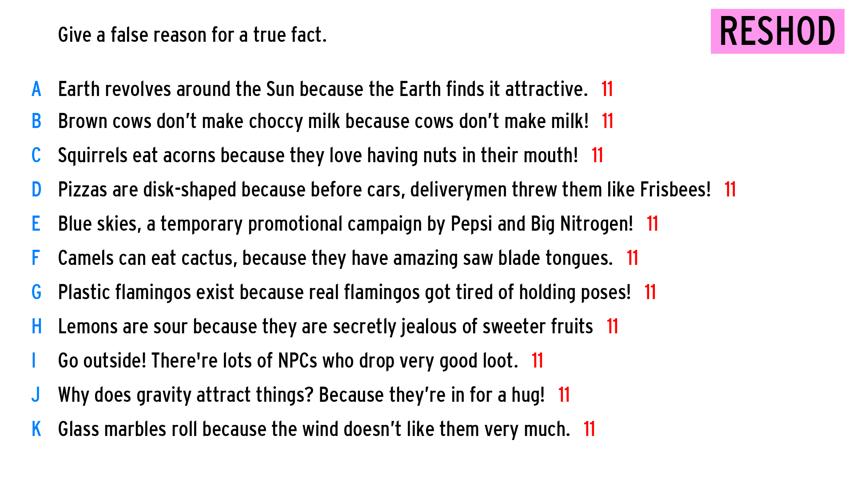 Give a false reason for a true fact.
RESHOD
A Earth revolves around the Sun because the Earth finds it attractive. 11
B Brown cows don’t make choccy milk because cows don’t make milk! 11
C Squirrels eat acorns because they love having nuts in their mouth! 11
D Pizzas are disk-shaped because before cars, deliverymen threw them like Frisbees! 11
E Blue skies, a temporary promotional campaign by Pepsi and Big Nitrogen! 11
F Camels can eat cactus, because they have amazing saw blade tongues. 11
G Plastic flamingos exist because real flamingos got tired of holding poses! 11
H Lemons are sour because they are secretly jealous of sweeter fruits 11
I Go outside! There're lots of NPCs who drop very good loot. 11
J Why does gravity attract things? Because they’re in for a hug! 11
K Glass marbles roll because the wind doesn’t like them very much. 11